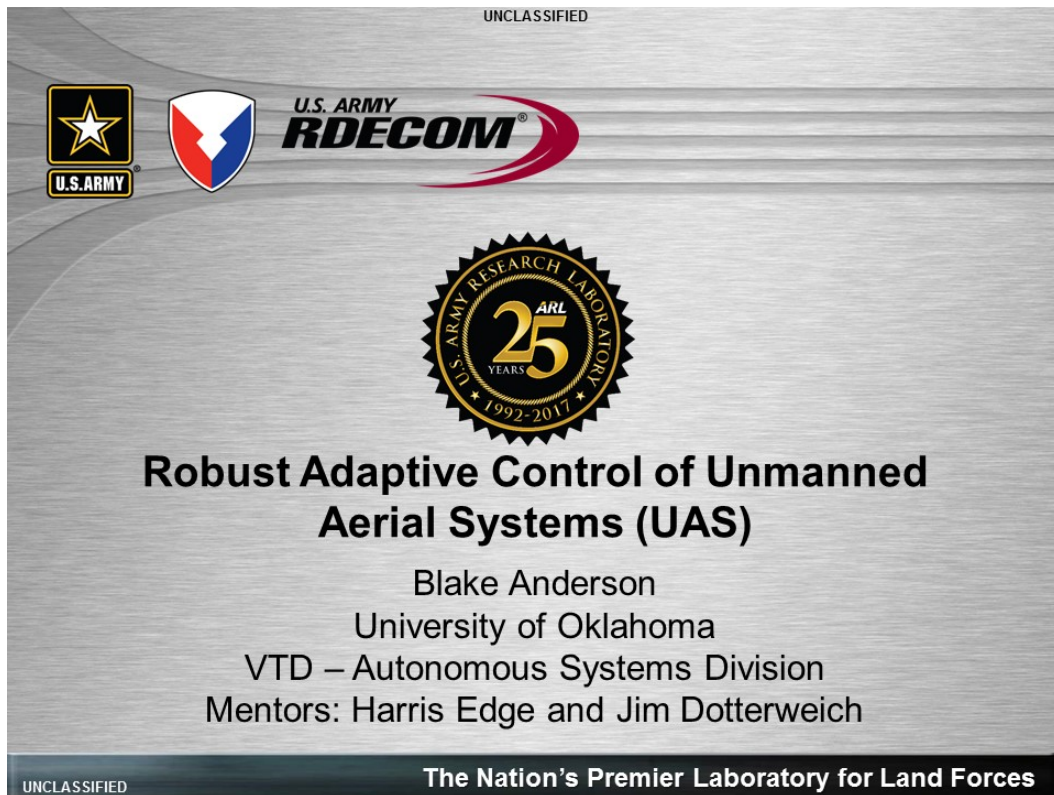 UNCLASSIFIED
U.S. ARMY
RDECOM®
U.S.ARMY®
U.S. ARMY RESEARCH LABORATORY
ARL
25
YEARS
★ 1992-2017 ★
Robust Adaptive Control of Unmanned
Aerial Systems (UAS)
Blake Anderson
University of Oklahoma
VTD – Autonomous Systems Division
Mentors: Harris Edge and Jim Dotterweich
UNCLASSIFIED
The Nation's Premier Laboratory for Land Forces